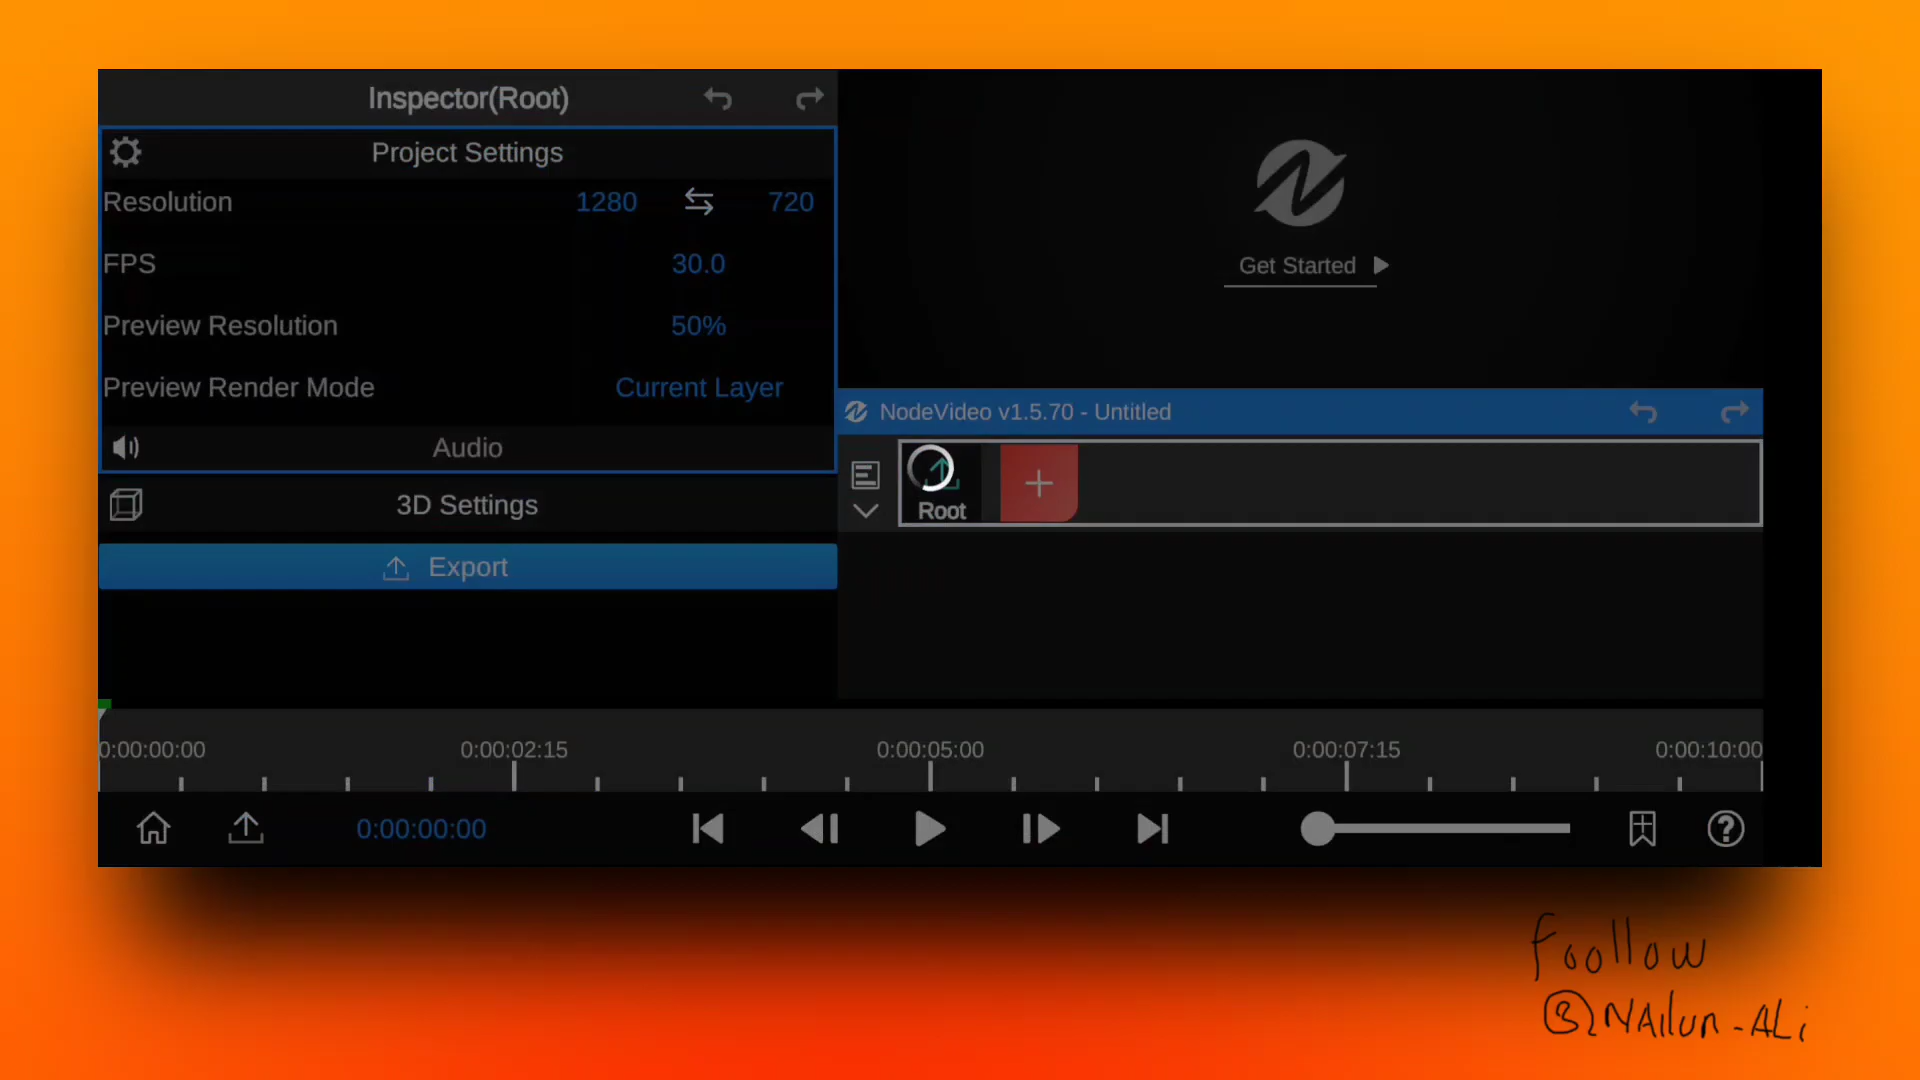 Inspector(Root)
Project Settings
Resolution 1280 720
FPS 30.0
Preview Resolution 50%
Preview Render Mode Current Layer
Audio
3D Settings
Export
Get Started
NodeVideo v1.5.70 - Untitled
Root
0:00:00:00 0:00:02:15 0:00:05:00 0:00:07:15 0:00:10:00
0:00:00:00
Foollow
@NAilun-ALi